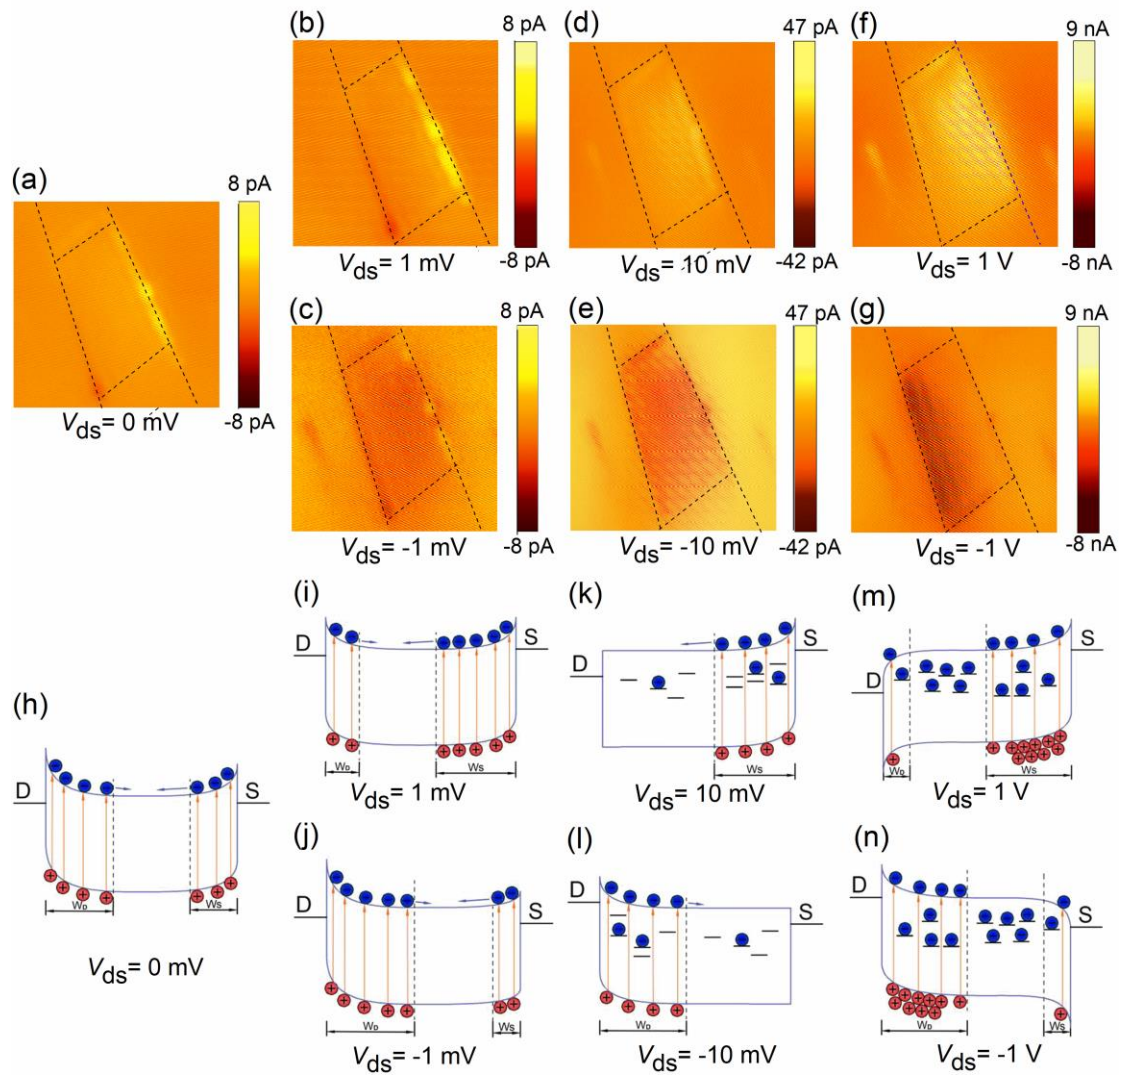 (a)
8 pA
-8 pA
Vds= 0 mV
(b)
8 pA
-8 pA
Vds= 1 mV
(d)
47 pA
-42 pA
Vds= 10 mV
(f)
9 nA
-8 nA
Vds= 1 V
(c)
8 pA
-8 pA
Vds= -1 mV
(e)
47 pA
-42 pA
Vds= -10 mV
(g)
9 nA
-8 nA
Vds= -1 V
(h)
D
S
WD
WS
Vds= 0 mV
(i)
D
S
WD
WS
Vds= 1 mV
(k)
D
S
WS
Vds= 10 mV
(m)
D
S
WD
WS
Vds= 1 V
(j)
D
S
WD
WS
Vds= -1 mV
(l)
D
S
WD
Vds= -10 mV
(n)
D
S
WD
WS
Vds= -1 V